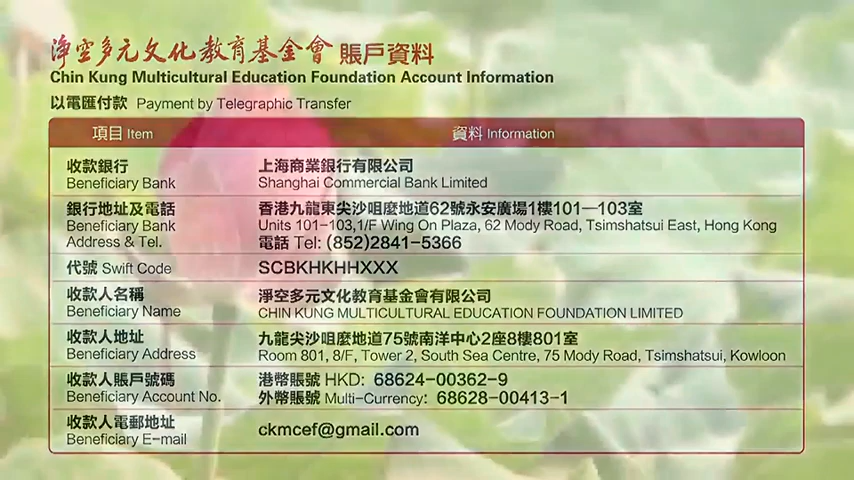 淨空多元文化教育基金會 賬戶資料
Chin Kung Multicultural Education Foundation Account Information
以電匯付款 Payment by Telegraphic Transfer
項目 Item 資料 Information
收款銀行 上海商業銀行有限公司
Beneficiary Bank Shanghai Commercial Bank Limited
銀行地址及電話 香港九龍東尖沙咀麼地道62號永安廣場1樓101—103室
Beneficiary Bank Units 101-103,1/F Wing On Plaza, 62 Mody Road, Tsimshatsui East, Hong Kong
Address & Tel. 電話 Tel: (852)2841-5366
代號 Swift Code SCBKHKHHXXX
收款人名稱 淨空多元文化教育基金會有限公司
Beneficiary Name CHIN KUNG MULTICULTURAL EDUCATION FOUNDATION LIMITED
收款人地址 九龍尖沙咀麼地道75號南洋中心2座8樓801室
Beneficiary Address Room 801, 8/F, Tower 2, South Sea Centre, 75 Mody Road, Tsimshatsui, Kowloon
收款人賬戶號碼 港幣賬號 HKD: 68624-00362-9
Beneficiary Account No. 外幣賬號 Multi-Currency: 68628-00413-1
收款人電郵地址
Beneficiary E-mail ckmcef@gmail.com